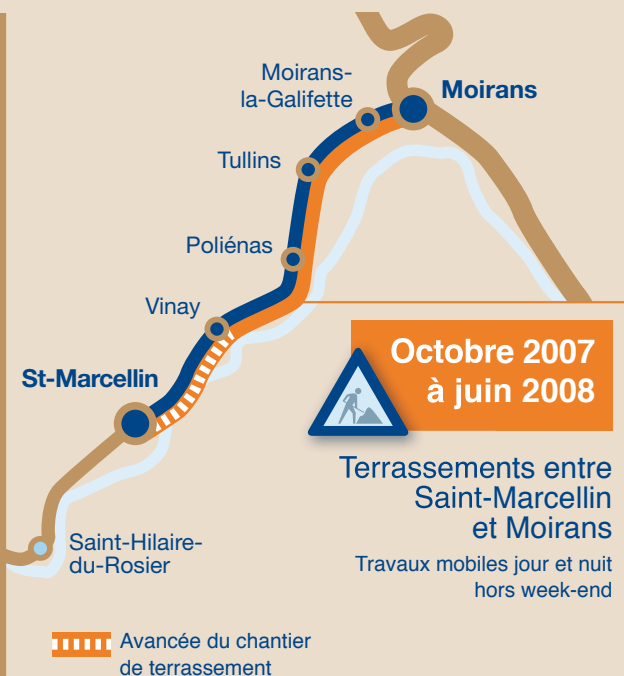 Moirans-
la-Galifette
Moirans
Tullins
Poliénas
Vinay
St-Marcellin
Octobre 2007
à juin 2008
Terrassements entre
Saint-Marcellin
et Moirans
Travaux mobiles jour et nuit
hors week-end
Saint-Hilaire-
du-Rosier
Avancée du chantier
de terrassement